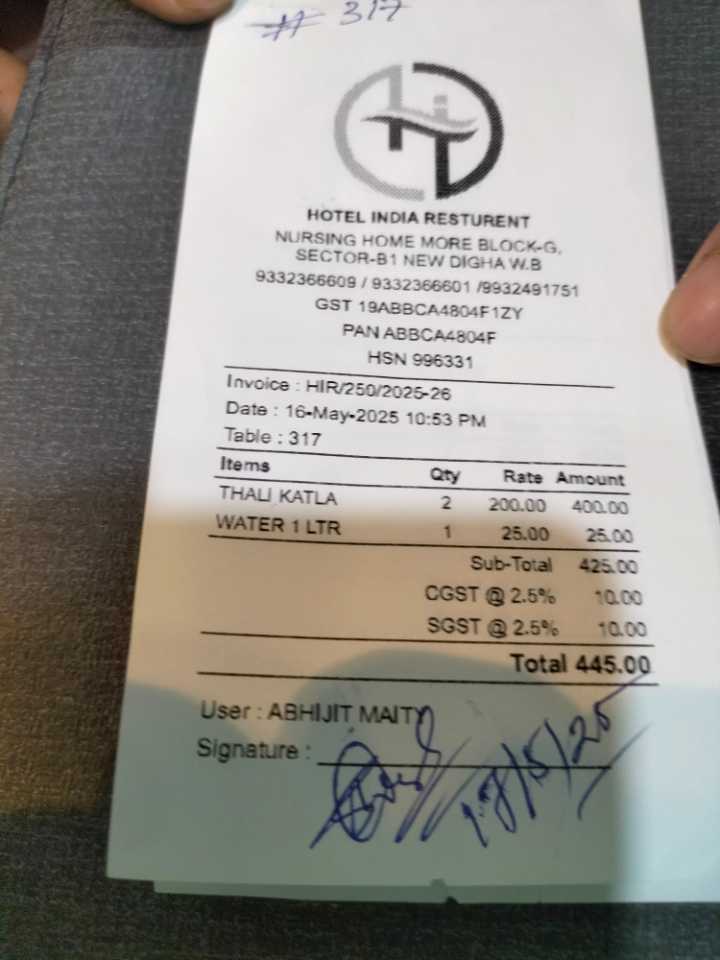 # 317
HOTEL INDIA RESTURENT
NURSING HOME MORE BLOCK-G,
SECTOR-B1 NEW DIGHA W.B
9332366609 / 9332366601 /9932491751
GST 19ABBCA4804F1ZY
PAN ABBCA4804F
HSN 996331
Invoice : HIR/250/2025-26
Date : 16-May-2025 10:53 PM
Table : 317
Items Qty Rate Amount
THALI KATLA 2 200.00 400.00
WATER 1 LTR 1 25.00 25.00
Sub-Total 425.00
CGST @ 2.5% 10.00
SGST @ 2.5% 10.00
Total 445.00
User : ABHIJIT MAITY
Signature :
17/5/25